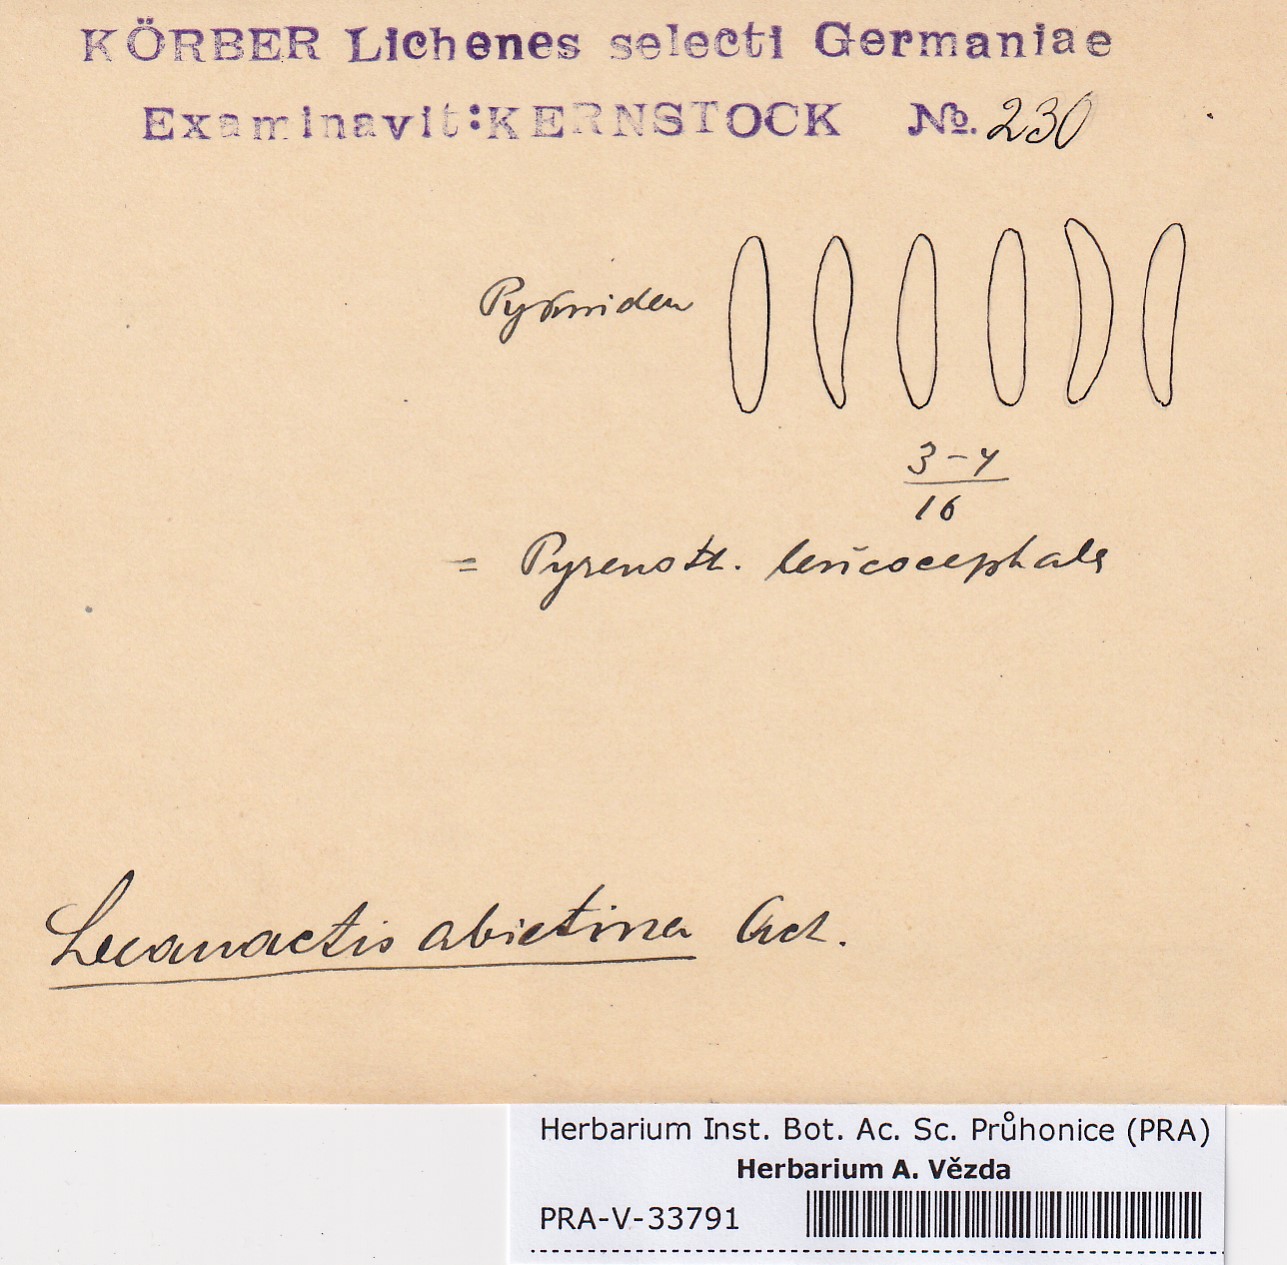 KÖRBER Lichenes selecti Germaniae
Examinavit: KERNSTOCK No. 230
Pykniden
3-4
16
= Pyrenoth. leucocephala
Lecanactis abietina Ach.
Herbarium Inst. Bot. Ac. Sc. Průhonice (PRA)
Herbarium A. Vězda
PRA-V-33791